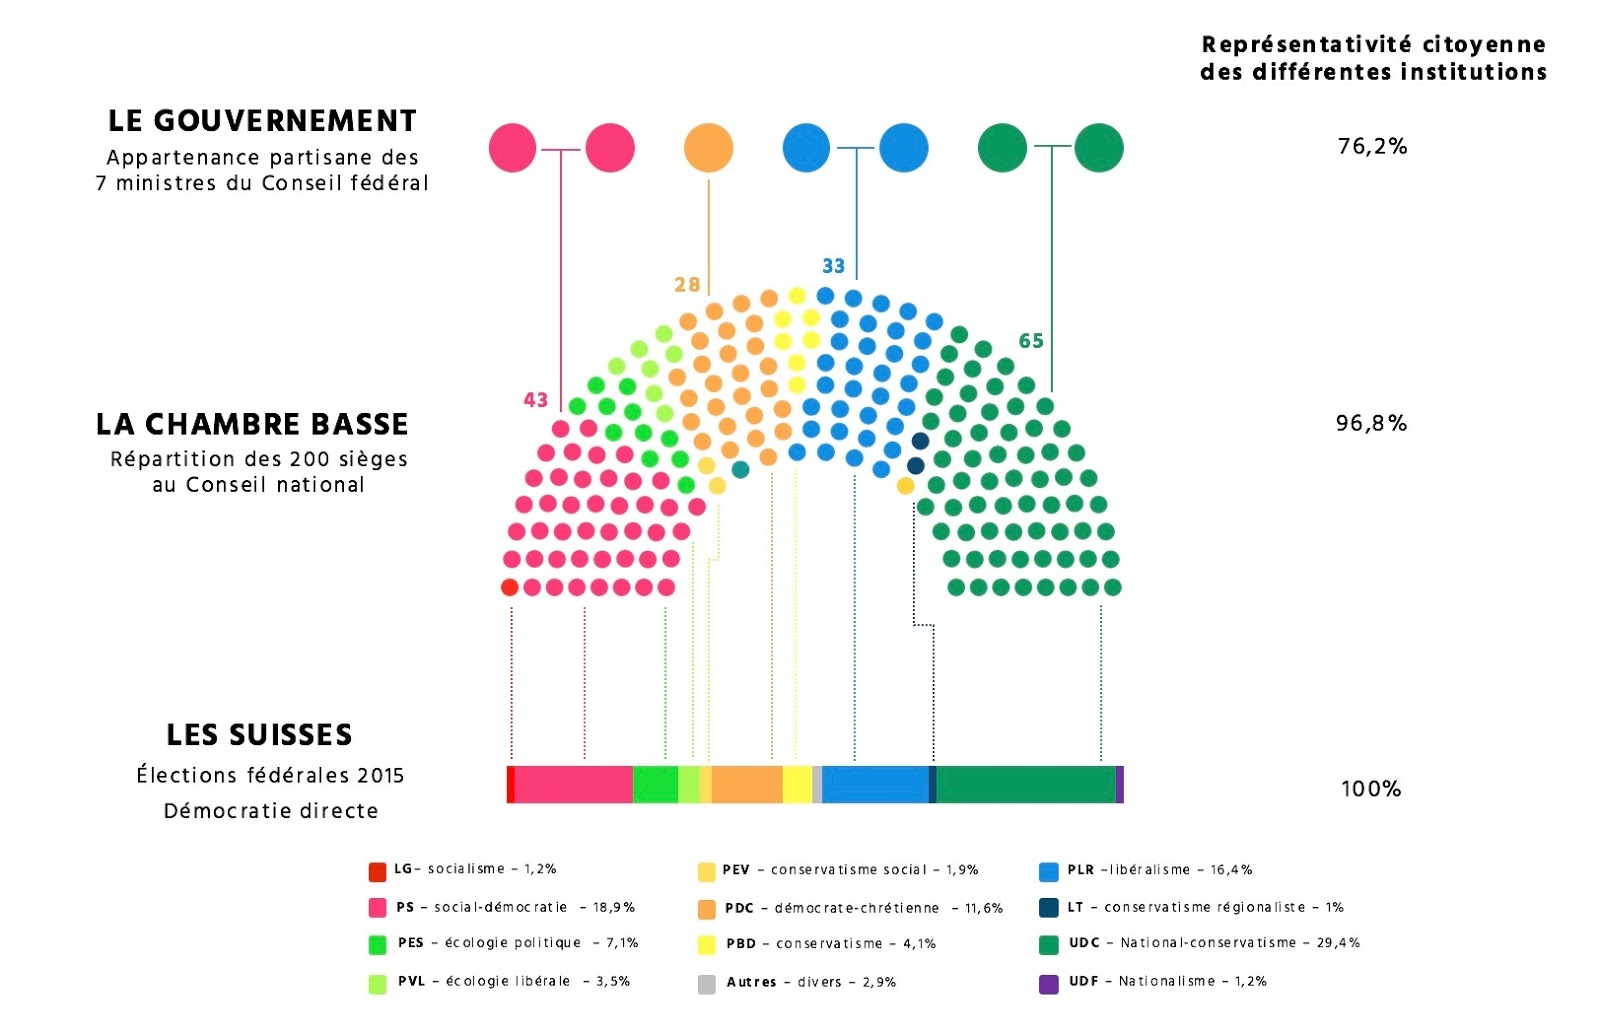 Représentativité citoyenne
des différentes institutions
LE GOUVERNEMENT
Appartenance partisane des
7 ministres du Conseil fédéral
76,2%
33
28
65
43
LA CHAMBRE BASSE
Répartition des 200 sièges
au Conseil national
96,8%
LES SUISSES
Élections fédérales 2015
Démocratie directe
100%
LG– socialisme – 1,2%
PS – social-démocratie – 18,9%
PES – écologie politique – 7,1%
PVL – écologie libérale – 3,5%
PEV – conservatisme social – 1,9%
PDC – démocrate-chrétienne – 11,6%
PBD – conservatisme – 4,1%
Autres – divers – 2,9%
PLR –libéralisme – 16,4%
LT – conservatisme régionaliste – 1%
UDC – National-conservatisme – 29,4%
UDF – Nationalisme – 1,2%